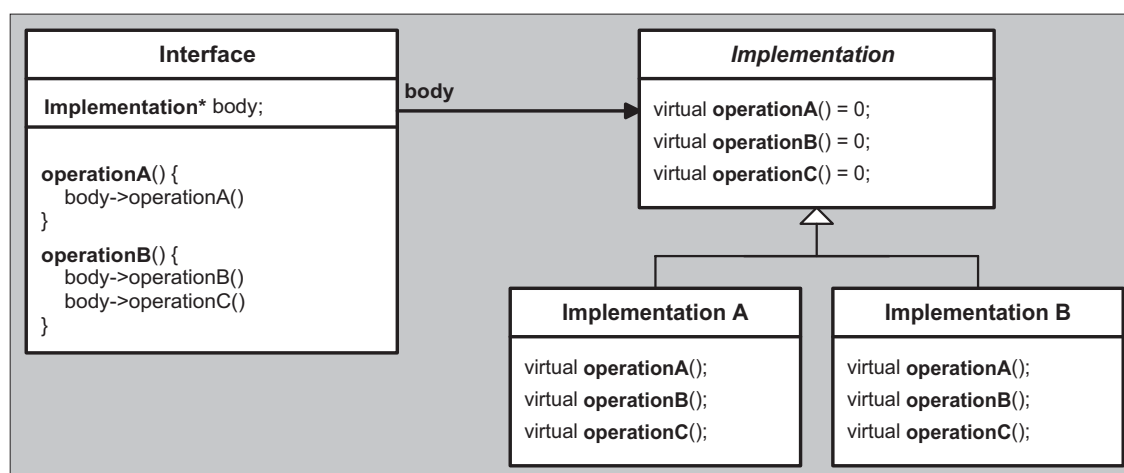 Interface
Implementation* body;
operationA() {
body->operationA()
}
operationB() {
body->operationB()
body->operationC()
}
body
Implementation
virtual operationA() = 0;
virtual operationB() = 0;
virtual operationC() = 0;
Implementation A
virtual operationA();
virtual operationB();
virtual operationC();
Implementation B
virtual operationA();
virtual operationB();
virtual operationC();